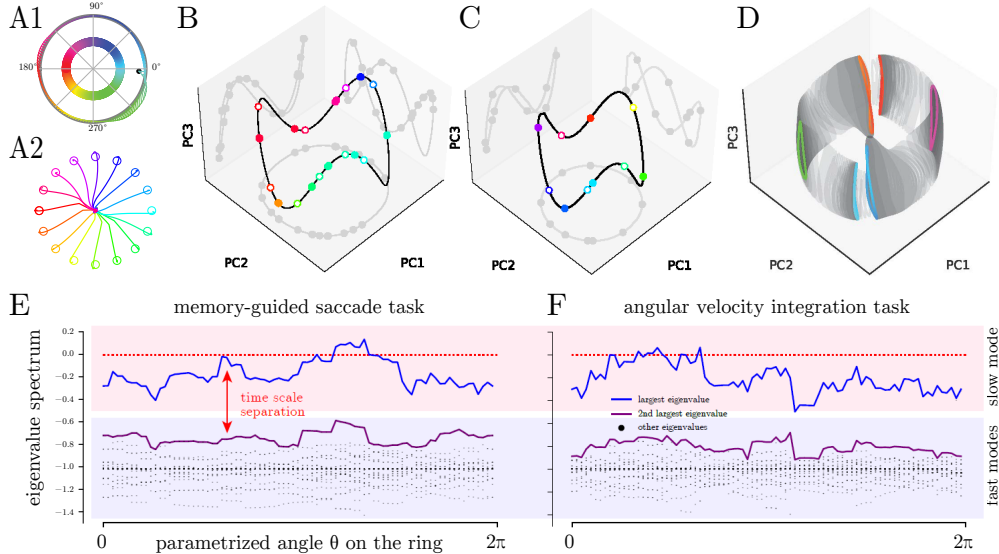 A1
90°
180°
0°
270°
A2
B
PC3
PC2
PC1
C
PC3
PC2
PC1
D
PC3
PC2
PC1
E
memory-guided saccade task
eigenvalue spectrum
0.2
0.0
−0.2
−0.4
−0.6
−0.8
−1.0
−1.2
−1.4
time scale
separation
0
parametrized angle θ on the ring
2π
F
angular velocity integration task
largest eigenvalue
2nd largest eigenvalue
other eigenvalues
0
2π
slow mode
fast modes